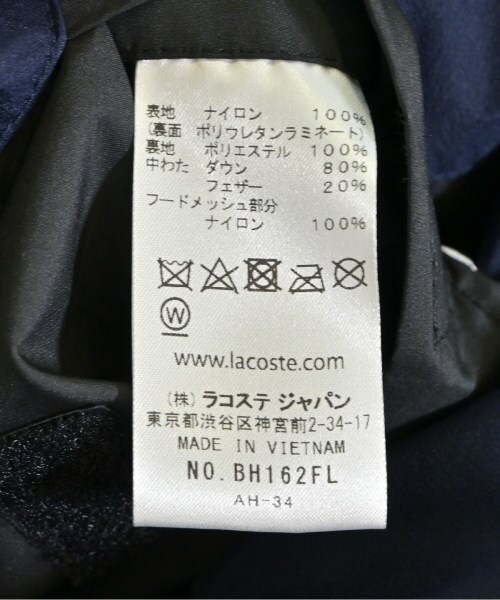 表地 ナイロン 100%
(裏面 ポリウレタンラミネート)
裏地 ポリエステル 100%
中わた ダウン 80%
フェザー 20%
フードメッシュ部分
ナイロン 100%
W
www.lacoste.com
(株) ラコステ ジャパン
東京都渋谷区神宮前2-34-17
MADE IN VIETNAM
NO. BH162FL
AH-34